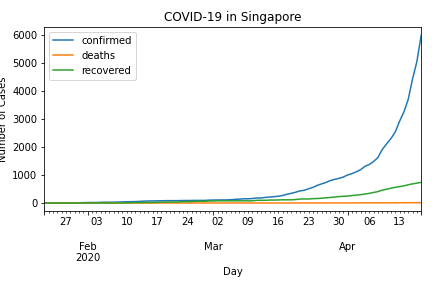 COVID-19 in Singapore
confirmed
deaths
recovered
Number of Cases
6000
5000
4000
3000
2000
1000
0
27 03 10 17 24 02 09 16 23 30 06 13
Feb Mar Apr
2020
Day